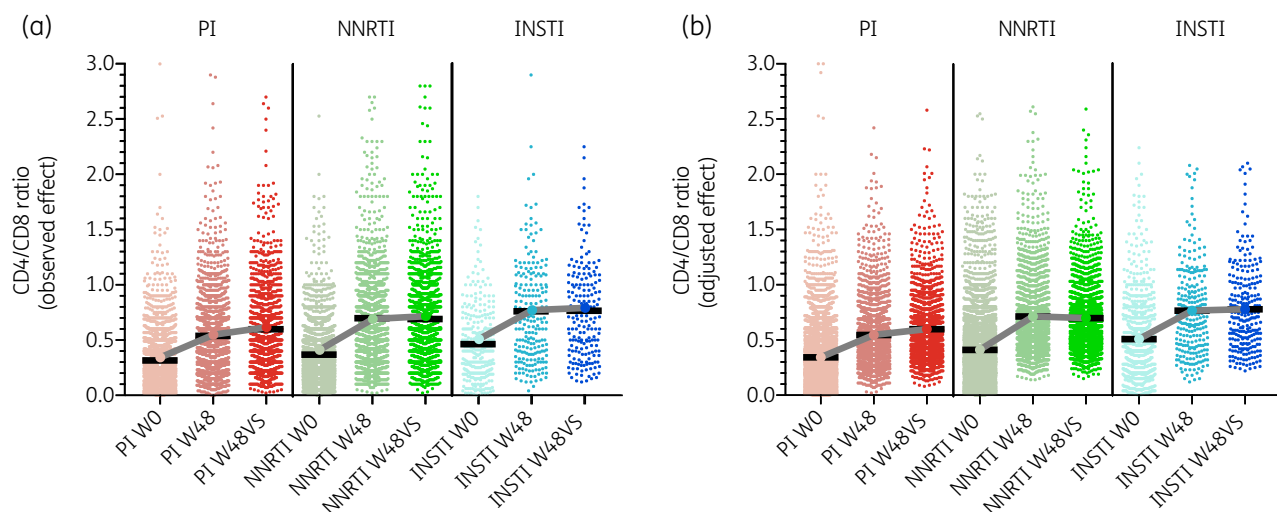 (a)
PI
NNRTI
INSTI
CD4/CD8 ratio
(observed effect)
3.0
2.5
2.0
1.5
1.0
0.5
0.0
PI W0
PI W48
PI W48VS
NNRTI W0
NNRTI W48
NNRTI W48VS
INSTI W0
INSTI W48
INSTI W48VS
(b)
PI
NNRTI
INSTI
CD4/CD8 ratio
(adjusted effect)
3.0
2.5
2.0
1.5
1.0
0.5
0.0
PI W0
PI W48
PI W48VS
NNRTI W0
NNRTI W48
NNRTI W48VS
INSTI W0
INSTI W48
INSTI W48VS